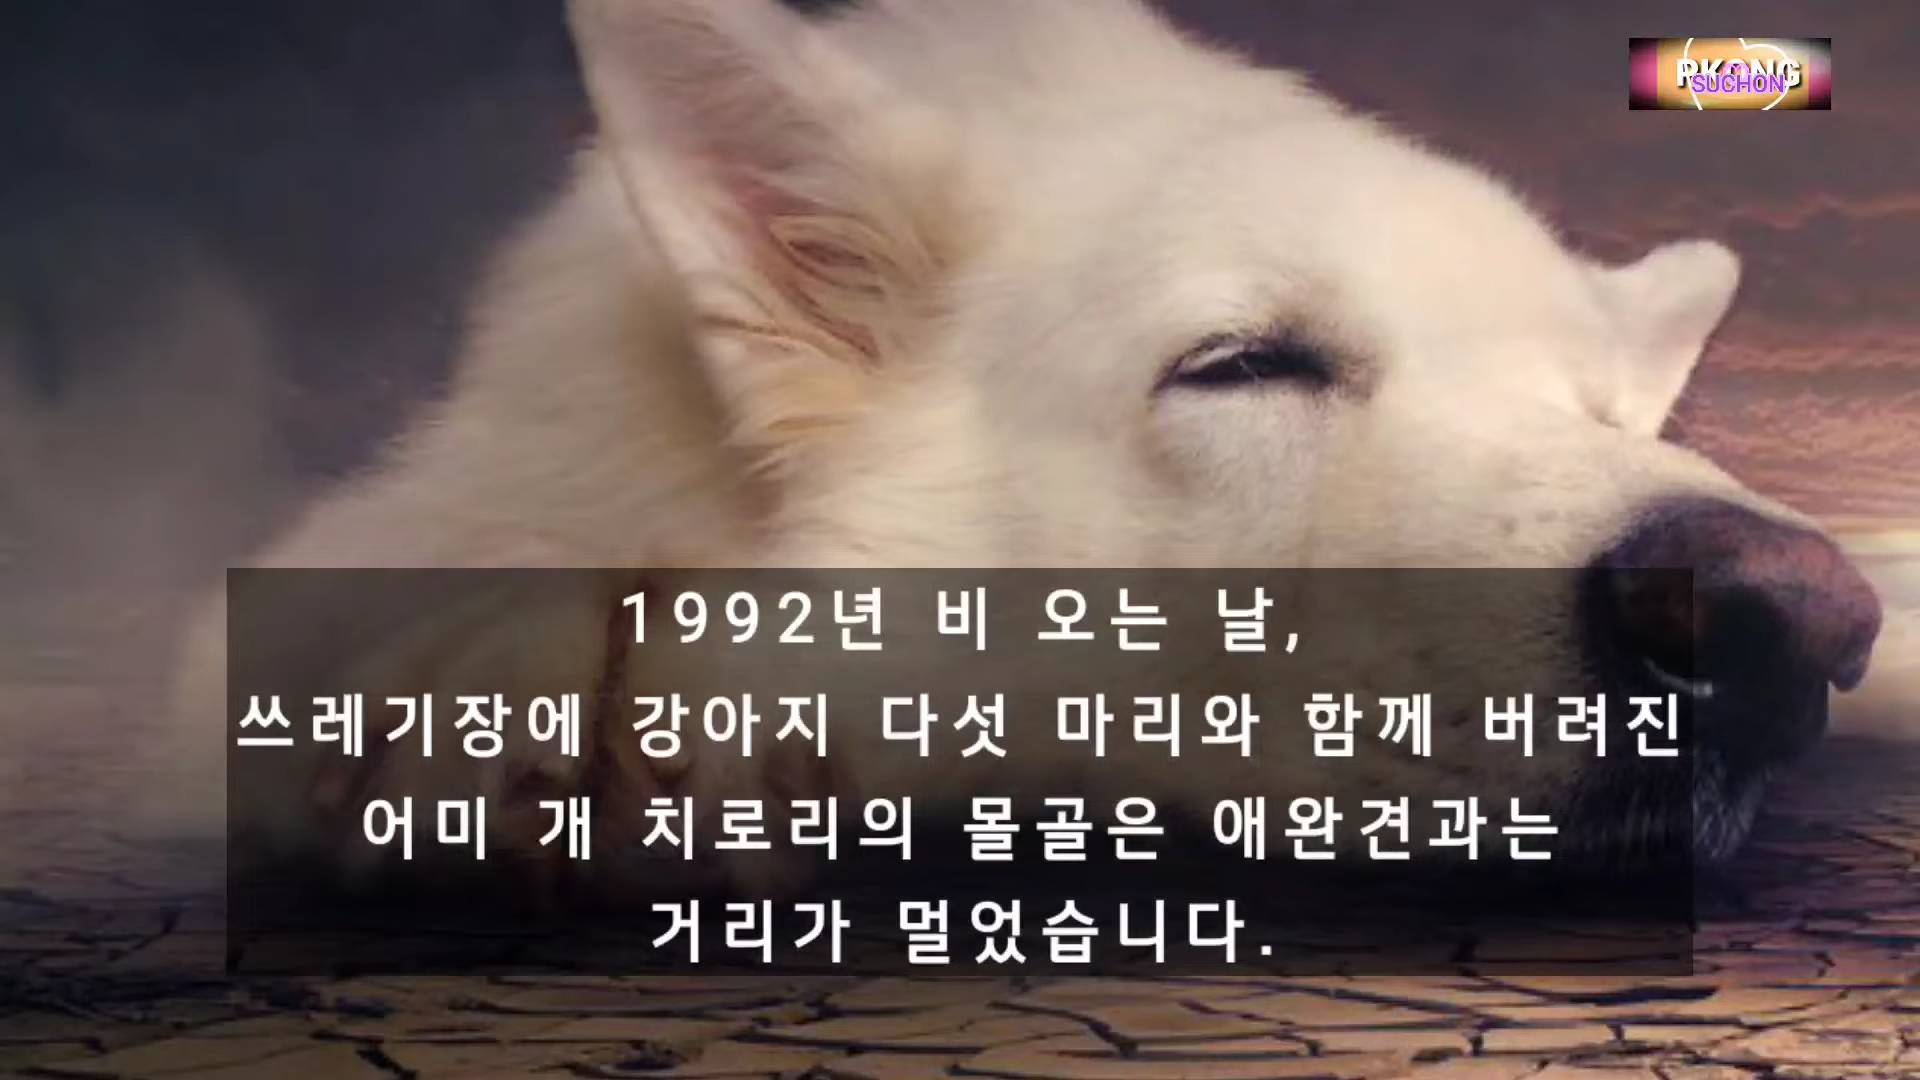 SUCHON
1992년 비 오는 날,
쓰레기장에 강아지 다섯 마리와 함께 버려진
어미 개 치로리의 몰골은 애완견과는
거리가 멀었습니다.